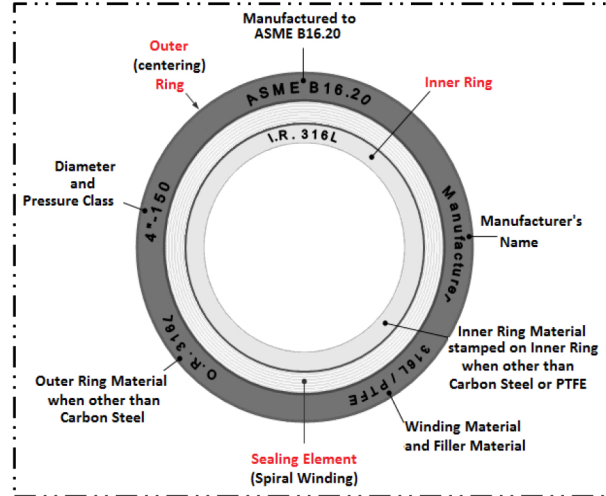 Manufactured to
ASME B16.20
Outer
(centering)
Ring
Inner Ring
ASME B16.20
I.R. 316L
Diameter
and
Pressure Class
4"-150
Manufacturer
Manufacturer's
Name
O.R. 316L
316L / PTFE
Inner Ring Material
stamped on Inner Ring
when other than
Carbon Steel or PTFE
Outer Ring Material
when other than
Carbon Steel
Winding Material
and Filler Material
Sealing Element
(Spiral Winding)